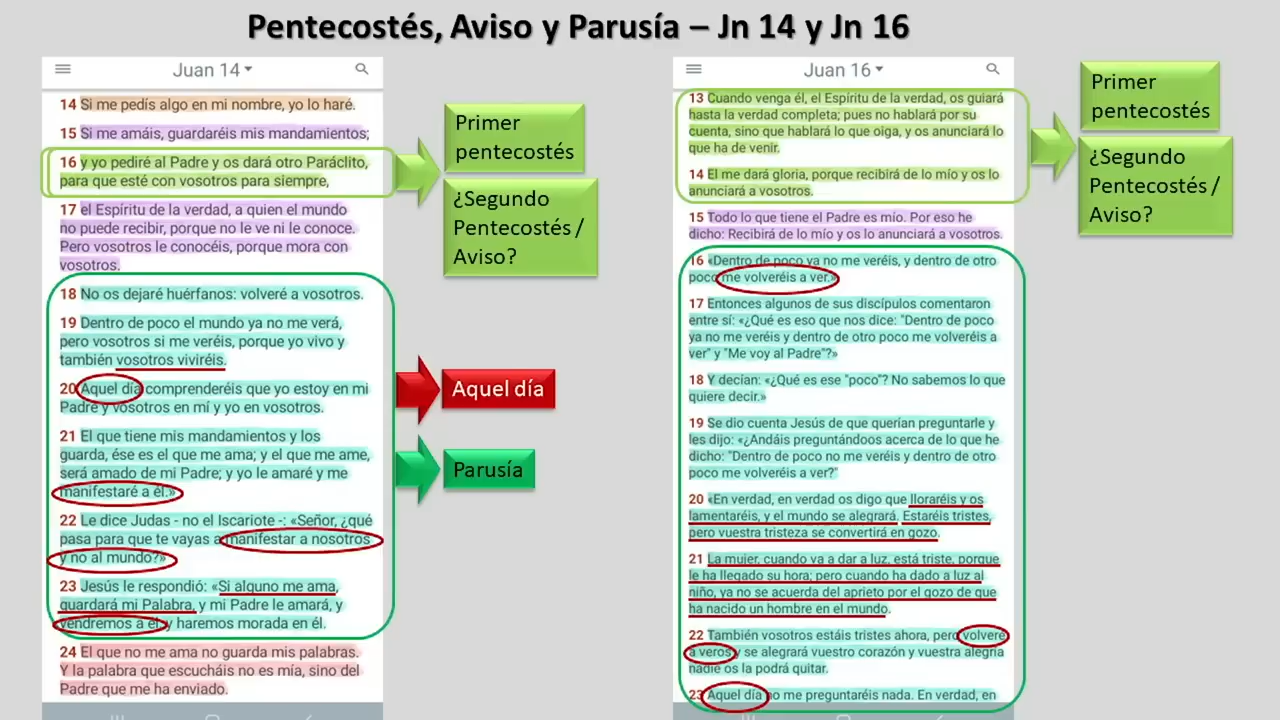 Pentecostés, Aviso y Parusía – Jn 14 y Jn 16
Juan 14
14 Si me pedís algo en mi nombre, yo lo haré.
15 Si me amáis, guardaréis mis mandamientos;
16 y yo pediré al Padre y os dará otro Paráclito,
para que esté con vosotros para siempre,
17 el Espíritu de la verdad, a quien el mundo
no puede recibir, porque no le ve ni le conoce.
Pero vosotros le conocéis, porque mora con
vosotros.
18 No os dejaré huérfanos: volveré a vosotros.
19 Dentro de poco el mundo ya no me verá,
pero vosotros si me veréis, porque yo vivo y
también vosotros viviréis.
20 Aquel día comprenderéis que yo estoy en mi
Padre y vosotros en mí y yo en vosotros.
21 El que tiene mis mandamientos y los
guarda, ése es el que me ama; y el que me ame,
será amado de mi Padre; y yo le amaré y me
manifestaré a él.»
22 Le dice Judas - no el Iscariote -: «Señor, ¿qué
pasa para que te vayas a manifestar a nosotros
y no al mundo?»
23 Jesús le respondió: «Si alguno me ama,
guardará mi Palabra, y mi Padre le amará, y
vendremos a él, y haremos morada en él.
24 El que no me ama no guarda mis palabras.
Y la palabra que escucháis no es mía, sino del
Padre que me ha enviado.
Primer
pentecostés
¿Segundo
Pentecostés /
Aviso?
Aquel día
Parusía
Juan 16
13 Cuando venga él, el Espíritu de la verdad, os guiará
hasta la verdad completa; pues no hablará por su
cuenta, sino que hablará lo que oiga, y os anunciará lo
que ha de venir.
14 El me dará gloria, porque recibirá de lo mío y os lo
anunciará a vosotros.
15 Todo lo que tiene el Padre es mío. Por eso he
dicho: Recibirá de lo mío y os lo anunciará a vosotros.
16 «Dentro de poco ya no me veréis, y dentro de otro
poco me volveréis a ver.»
17 Entonces algunos de sus discípulos comentaron
entre sí: «¿Qué es eso que nos dice: "Dentro de poco
ya no me veréis y dentro de otro poco me volveréis a
ver" y "Me voy al Padre"?»
18 Y decían: «¿Qué es ese "poco"? No sabemos lo que
quiere decir.»
19 Se dio cuenta Jesús de que querían preguntarle y
les dijo: «¿Andáis preguntándoos acerca de lo que he
dicho: "Dentro de poco no me veréis y dentro de otro
poco me volveréis a ver?"
20 «En verdad, en verdad os digo que lloraréis y os
lamentaréis, y el mundo se alegrará. Estaréis tristes,
pero vuestra tristeza se convertirá en gozo.
21 La mujer, cuando va a dar a luz, está triste, porque
le ha llegado su hora; pero cuando ha dado a luz al
niño, ya no se acuerda del aprieto por el gozo de que
ha nacido un hombre en el mundo.
22 También vosotros estáis tristes ahora, pero volveré
a veros y se alegrará vuestro corazón y vuestra alegría
nadie os la podrá quitar.
23 Aquel día no me preguntaréis nada. En verdad, en
Primer
pentecostés
¿Segundo
Pentecostés /
Aviso?